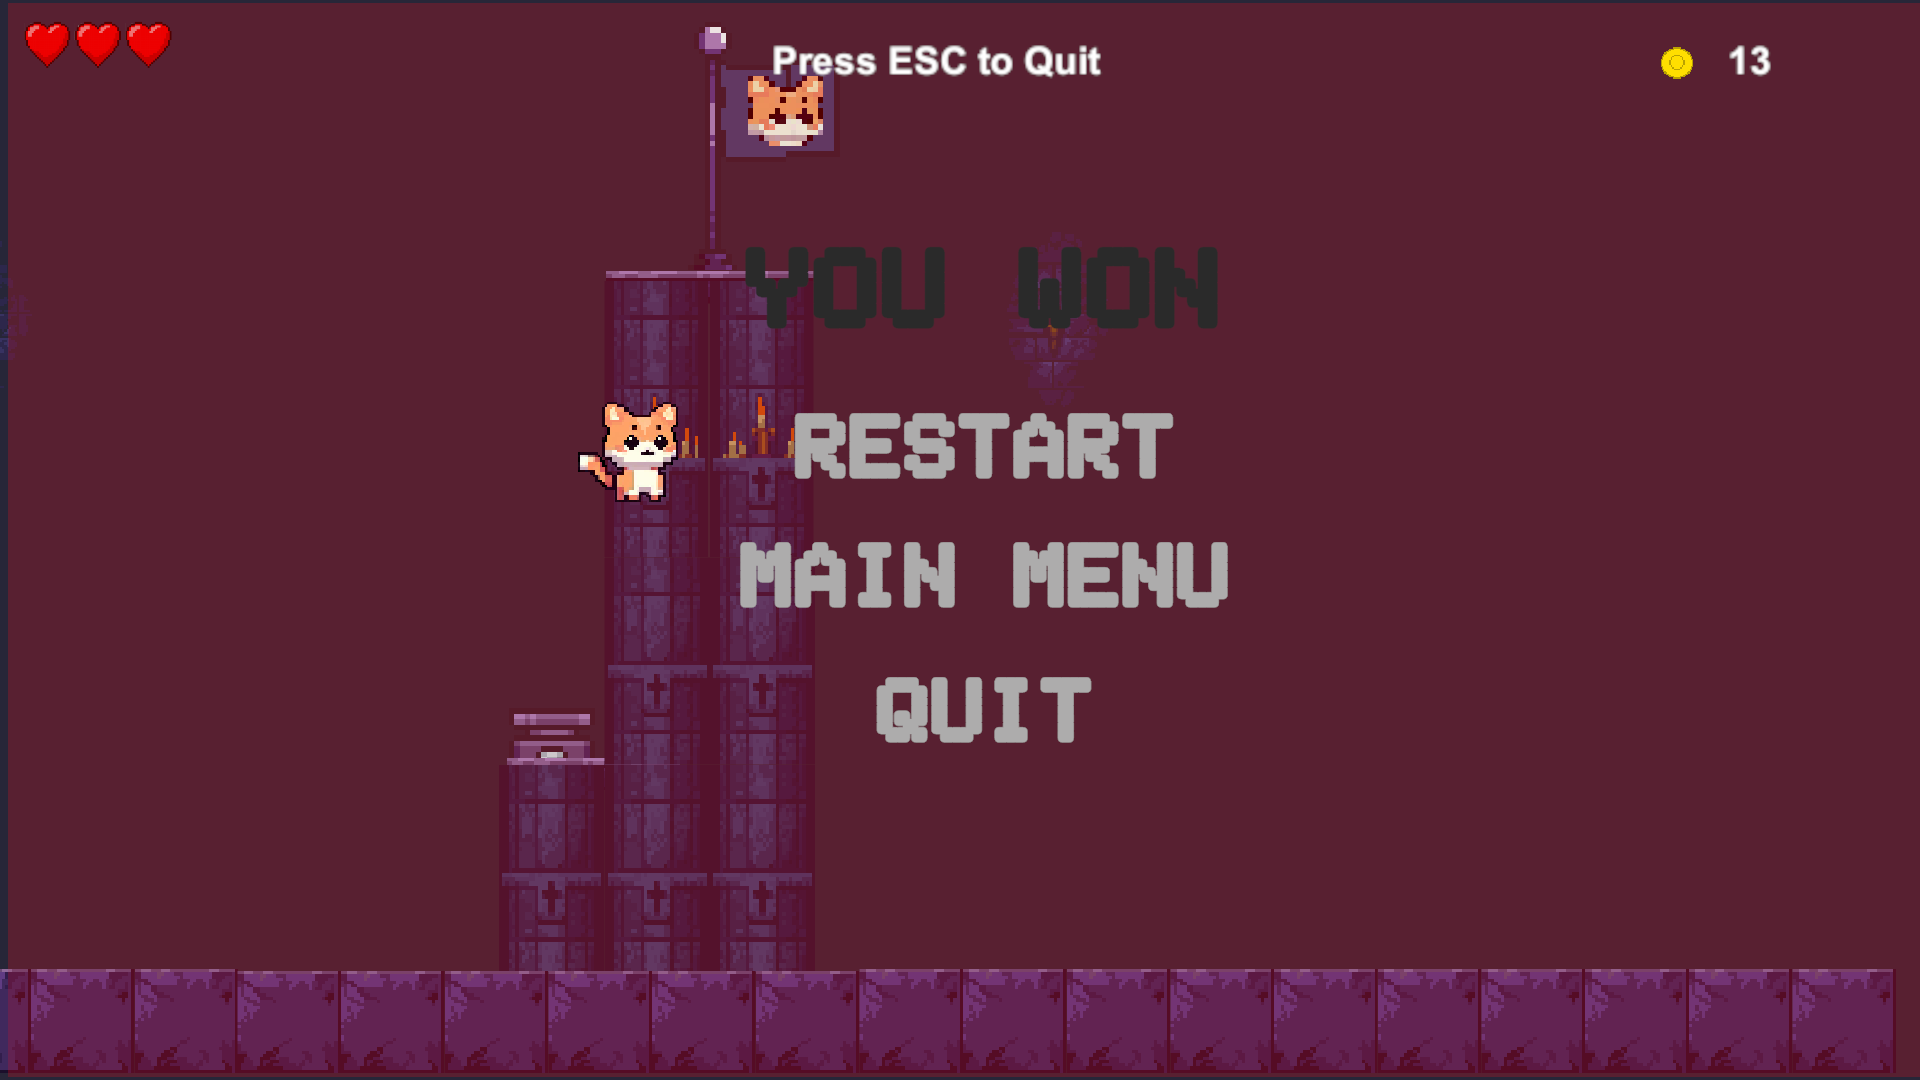 Press ESC to Quit
13
YOU WON
RESTART
MAIN MENU
QUIT